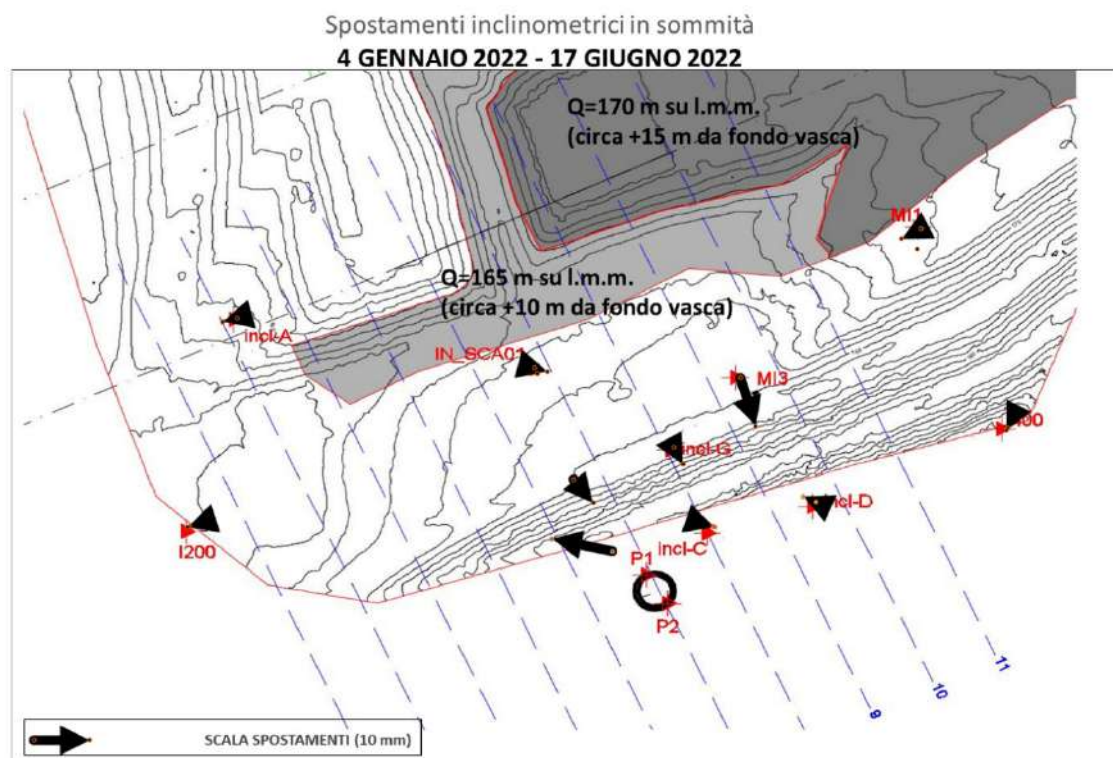 Spostamenti inclinometrici in sommità
4 GENNAIO 2022 - 17 GIUGNO 2022
Q=170 m su l.m.m.
(circa +15 m da fondo vasca)
MI1
Q=165 m su l.m.m.
(circa +10 m da fondo vasca)
incl-A
IN_SCA01
MI3
incl-G
I200
incl-C
P1
P2
9
10
11
SCALA SPOSTAMENTI (10 mm)